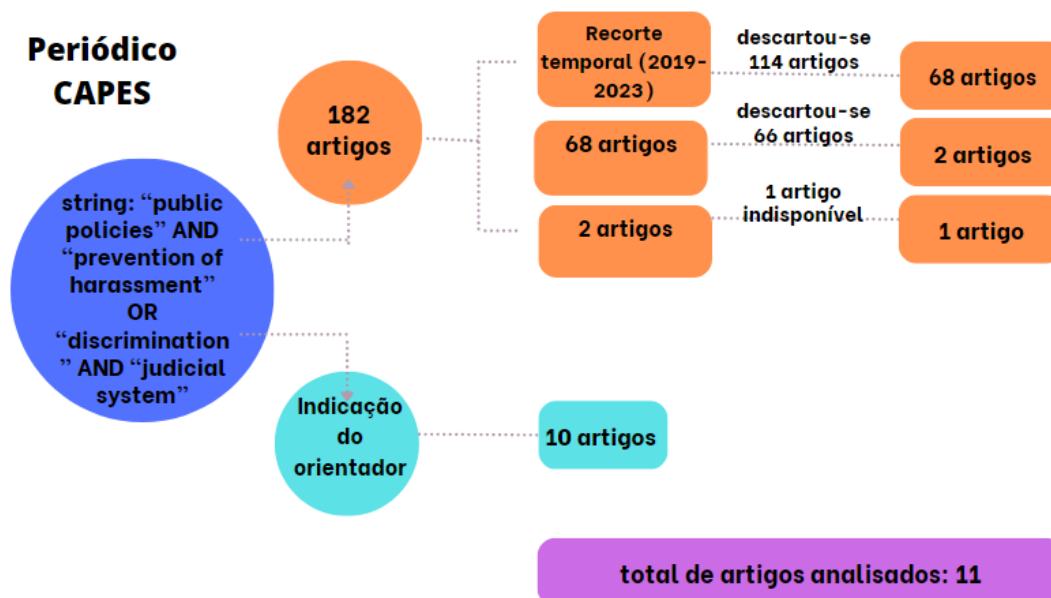 Periódico
CAPES
string: “public
policies” AND
“prevention of
harassment”
OR
“discrimination
” AND “judicial
system”
182
artigos
Recorte
temporal (2019-
2023)
descartou-se
114 artigos
68 artigos
68 artigos
descartou-se
66 artigos
2 artigos
2 artigos
1 artigo
indisponível
1 artigo
Indicação
do
orientador
10 artigos
total de artigos analisados: 11